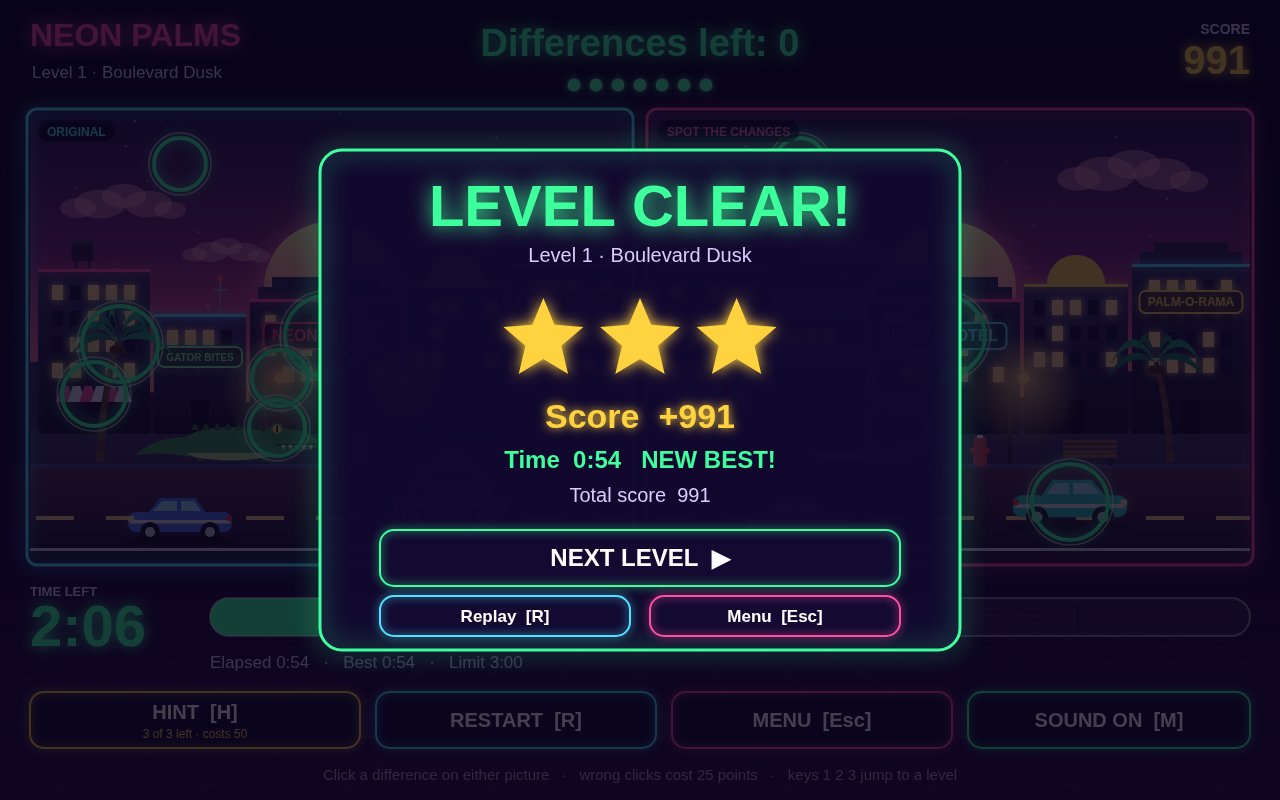 NEON PALMS
Level 1 · Boulevard Dusk
Differences left: 0
SCORE
991
ORIGINAL
SPOT THE CHANGES
GATOR BITES
NEON
OTEL
PALM-O-RAMA
LEVEL CLEAR!
Level 1 · Boulevard Dusk
Score +991
Time 0:54 NEW BEST!
Total score 991
NEXT LEVEL ▶
Replay [R]
Menu [Esc]
TIME LEFT
2:06
Elapsed 0:54 · Best 0:54 · Limit 3:00
HINT [H]
3 of 3 left · costs 50
RESTART [R]
MENU [Esc]
SOUND ON [M]
Click a difference on either picture · wrong clicks cost 25 points · keys 1 2 3 jump to a level